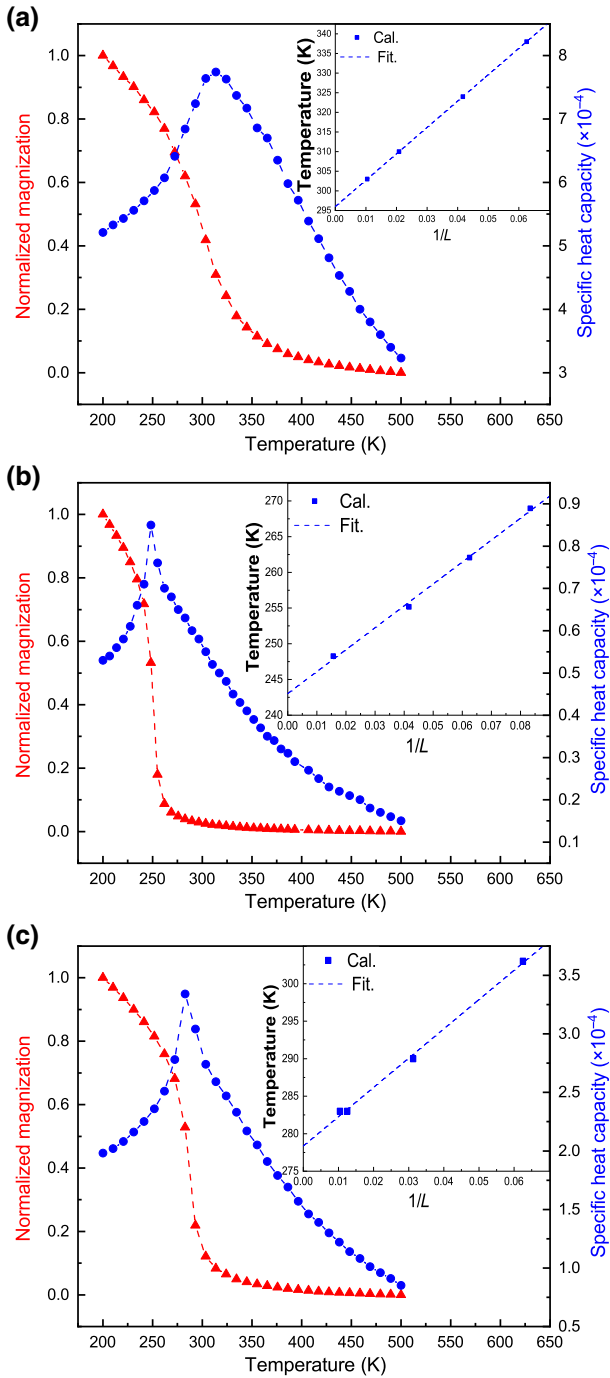 (a)
Normalized magnization
1.0
0.8
0.6
0.4
0.2
0.0
200 250 300 350 400 450 500 550 600 650
Temperature (K)
8
7
6
5
4
3
Specific heat capacity (×10⁻⁴)
Temperature (K)
340
335
330
325
320
315
310
305
300
295
Cal.
Fit.
0.00 0.01 0.02 0.03 0.04 0.05 0.06
1/L
(b)
Normalized magnization
1.0
0.8
0.6
0.4
0.2
0.0
200 250 300 350 400 450 500 550 600 650
Temperature (K)
0.9
0.8
0.7
0.6
0.5
0.4
0.3
0.2
0.1
Specific heat capacity (×10⁻⁴)
Temperature (K)
270
265
260
255
250
245
240
Cal.
Fit.
0.00 0.01 0.02 0.03 0.04 0.05 0.06 0.07 0.08
1/L
(c)
Normalized magnization
1.0
0.8
0.6
0.4
0.2
0.0
200 250 300 350 400 450 500 550 600 650
Temperature (K)
3.5
3.0
2.5
2.0
1.5
1.0
0.5
Specific heat capacity (×10⁻⁴)
Temperature (K)
300
295
290
285
280
275
Cal.
Fit.
0.00 0.01 0.02 0.03 0.04 0.05 0.06
1/L